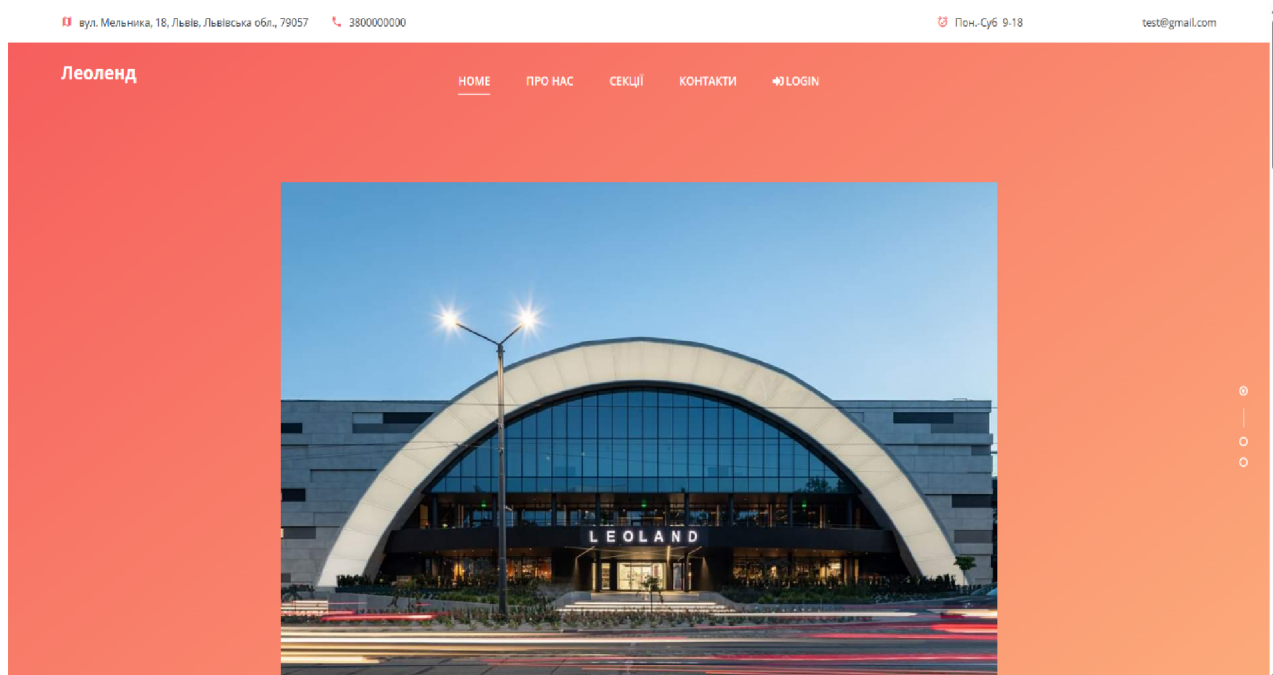 вул. Мельника, 18, Львів, Львівська обл., 79057 3800000000 Пон.-Суб 9-18 test@gmail.com
Леоленд
HOME ПРО НАС СЕКЦІЇ КОНТАКТИ LOGIN
LEOLAND